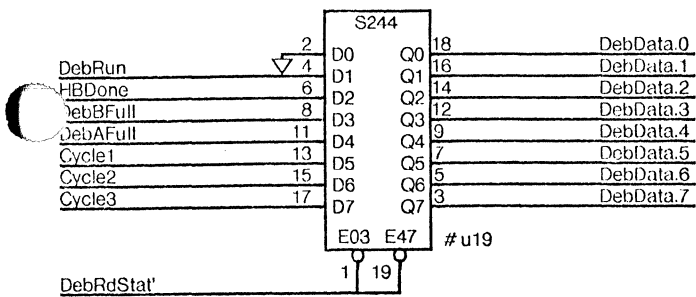 S244
2 D0 Q0 18 DebData.0
DebRun 4 D1 Q1 16 DebData.1
HBDone 6 D2 Q2 14 DebData.2
DebBFull 8 D3 Q3 12 DebData.3
DebAFull 11 D4 Q4 9 DebData.4
Cycle1 13 D5 Q5 7 DebData.5
Cycle2 15 D6 Q6 5 DebData.6
Cycle3 17 D7 Q7 3 DebData.7
E03 E47 # u19
1 19
DebRdStat'